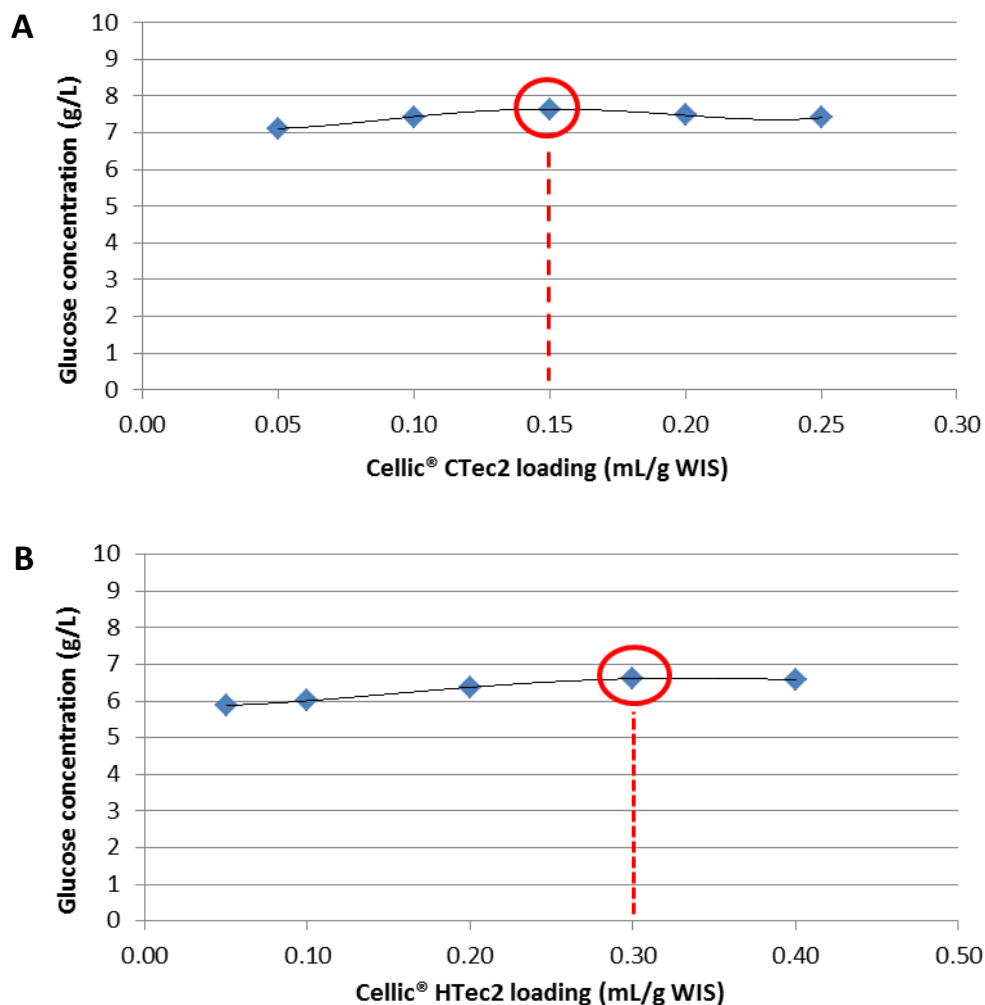 A
10
9
8
7
6
5
4
3
2
1
0
Glucose concentration (g/L)
0.00 0.05 0.10 0.15 0.20 0.25 0.30
Cellic® CTec2 loading (mL/g WIS)
B
10
9
8
7
6
5
4
3
2
1
0
Glucose concentration (g/L)
0.00 0.10 0.20 0.30 0.40 0.50
Cellic® HTec2 loading (mL/g WIS)